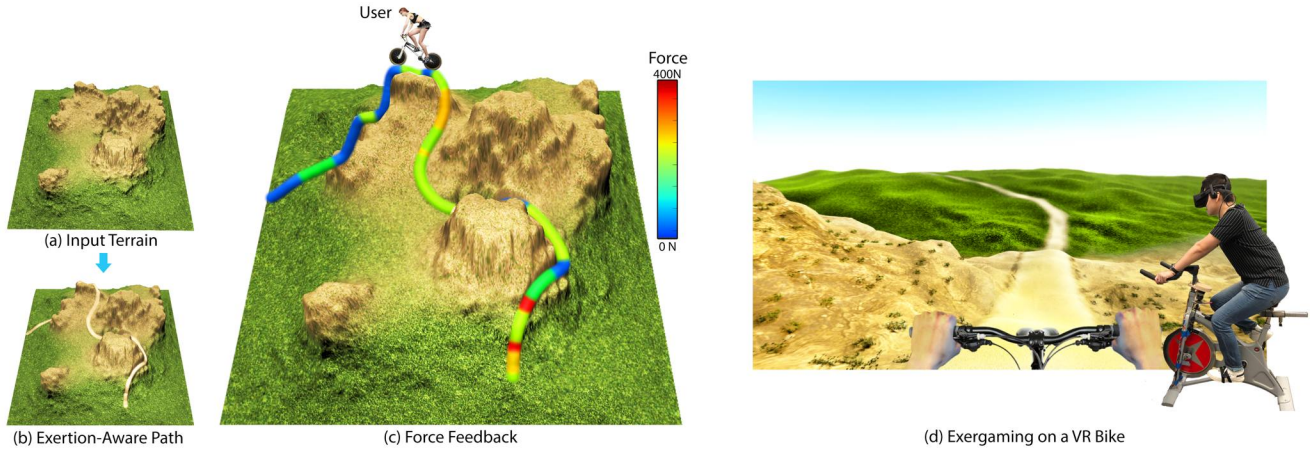 User
Force
400N
0 N
(a) Input Terrain
(b) Exertion-Aware Path
(c) Force Feedback
(d) Exergaming on a VR Bike